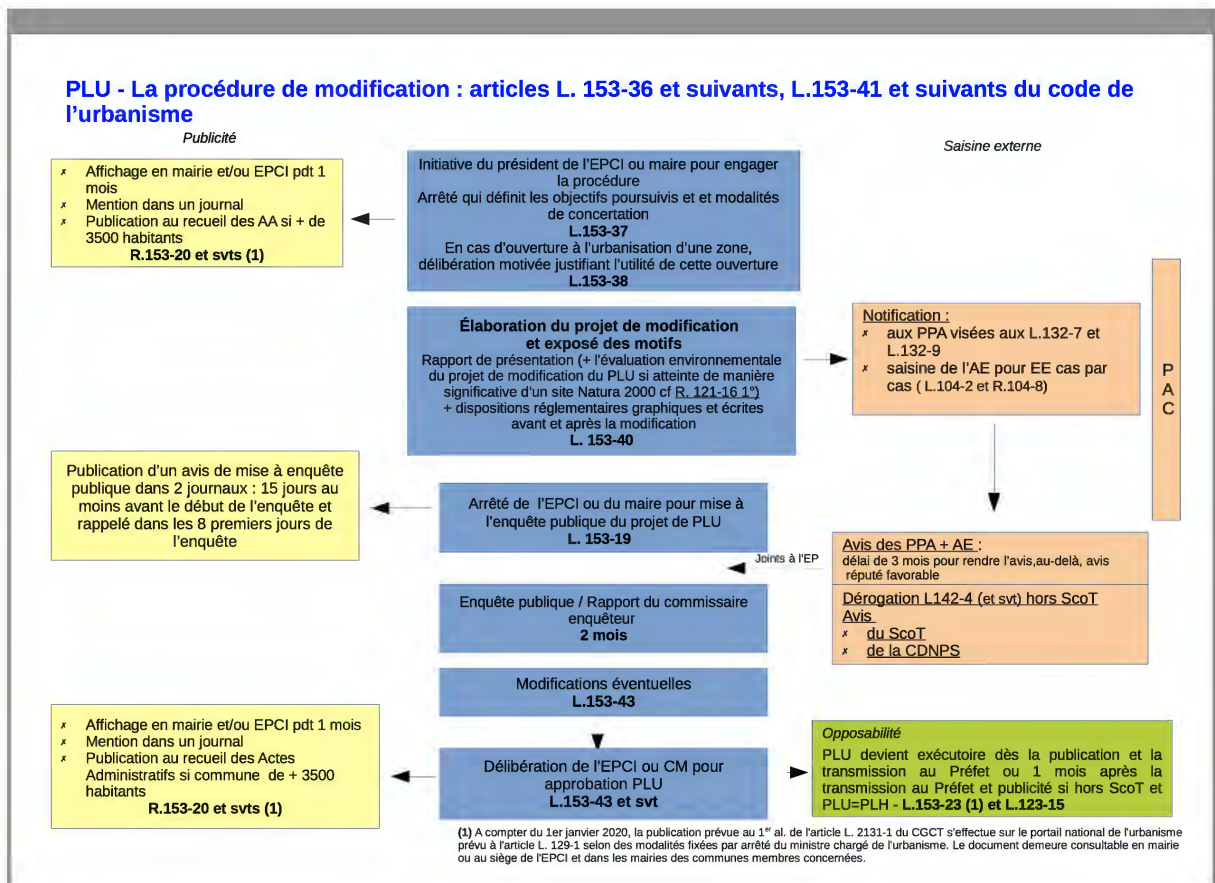 PLU - La procédure de modification : articles L. 153-36 et suivants, L.153-41 et suivants du code de
l'urbanisme
Publicité
Saisine externe
✗ Affichage en mairie et/ou EPCI pdt 1
mois
✗ Mention dans un journal
✗ Publication au recueil des AA si + de
3500 habitants
R.153-20 et svts (1)
Initiative du président de l'EPCI ou maire pour engager
la procédure
Arrêté qui définit les objectifs poursuivis et et modalités
de concertation
L.153-37
En cas d'ouverture à l'urbanisation d'une zone,
délibération motivée justifiant l'utilité de cette ouverture
L.153-38
Élaboration du projet de modification
et exposé des motifs
Rapport de présentation (+ l'évaluation environnementale
du projet de modification du PLU si atteinte de manière
significative d'un site Natura 2000 cf R. 121-16 1°)
+ dispositions réglementaires graphiques et écrites
avant et après la modification
L. 153-40
Notification :
✗ aux PPA visées aux L.132-7 et
L.132-9
✗ saisine de l'AE pour EE cas par
cas ( L.104-2 et R.104-8)
P
A
C
Publication d'un avis de mise à enquête
publique dans 2 journaux : 15 jours au
moins avant le début de l'enquête et
rappelé dans les 8 premiers jours de
l'enquête
Arrêté de l'EPCI ou du maire pour mise à
l'enquête publique du projet de PLU
L. 153-19
Joints à l'EP
Avis des PPA + AE :
délai de 3 mois pour rendre l'avis,au-delà, avis
réputé favorable
Dérogation L142-4 (et svt) hors ScoT
Avis
✗ du ScoT
✗ de la CDNPS
Enquête publique / Rapport du commissaire
enquêteur
2 mois
Modifications éventuelles
L.153-43
✗ Affichage en mairie et/ou EPCI pdt 1 mois
✗ Mention dans un journal
✗ Publication au recueil des Actes
Administratifs si commune de + 3500
habitants
R.153-20 et svts (1)
Délibération de l'EPCI ou CM pour
approbation PLU
L.153-43 et svt
Opposabilité
PLU devient exécutoire dès la publication et la
transmission au Préfet ou 1 mois après la
transmission au Préfet et publicité si hors ScoT et
PLU=PLH - L.153-23 (1) et L.123-15
(1) A compter du 1er janvier 2020, la publication prévue au 1er al. de l'article L. 2131-1 du CGCT s'effectue sur le portail national de l'urbanisme
prévu à l'article L. 129-1 selon des modalités fixées par arrêté du ministre chargé de l'urbanisme. Le document demeure consultable en mairie
ou au siège de l'EPCI et dans les mairies des communes membres concernées.